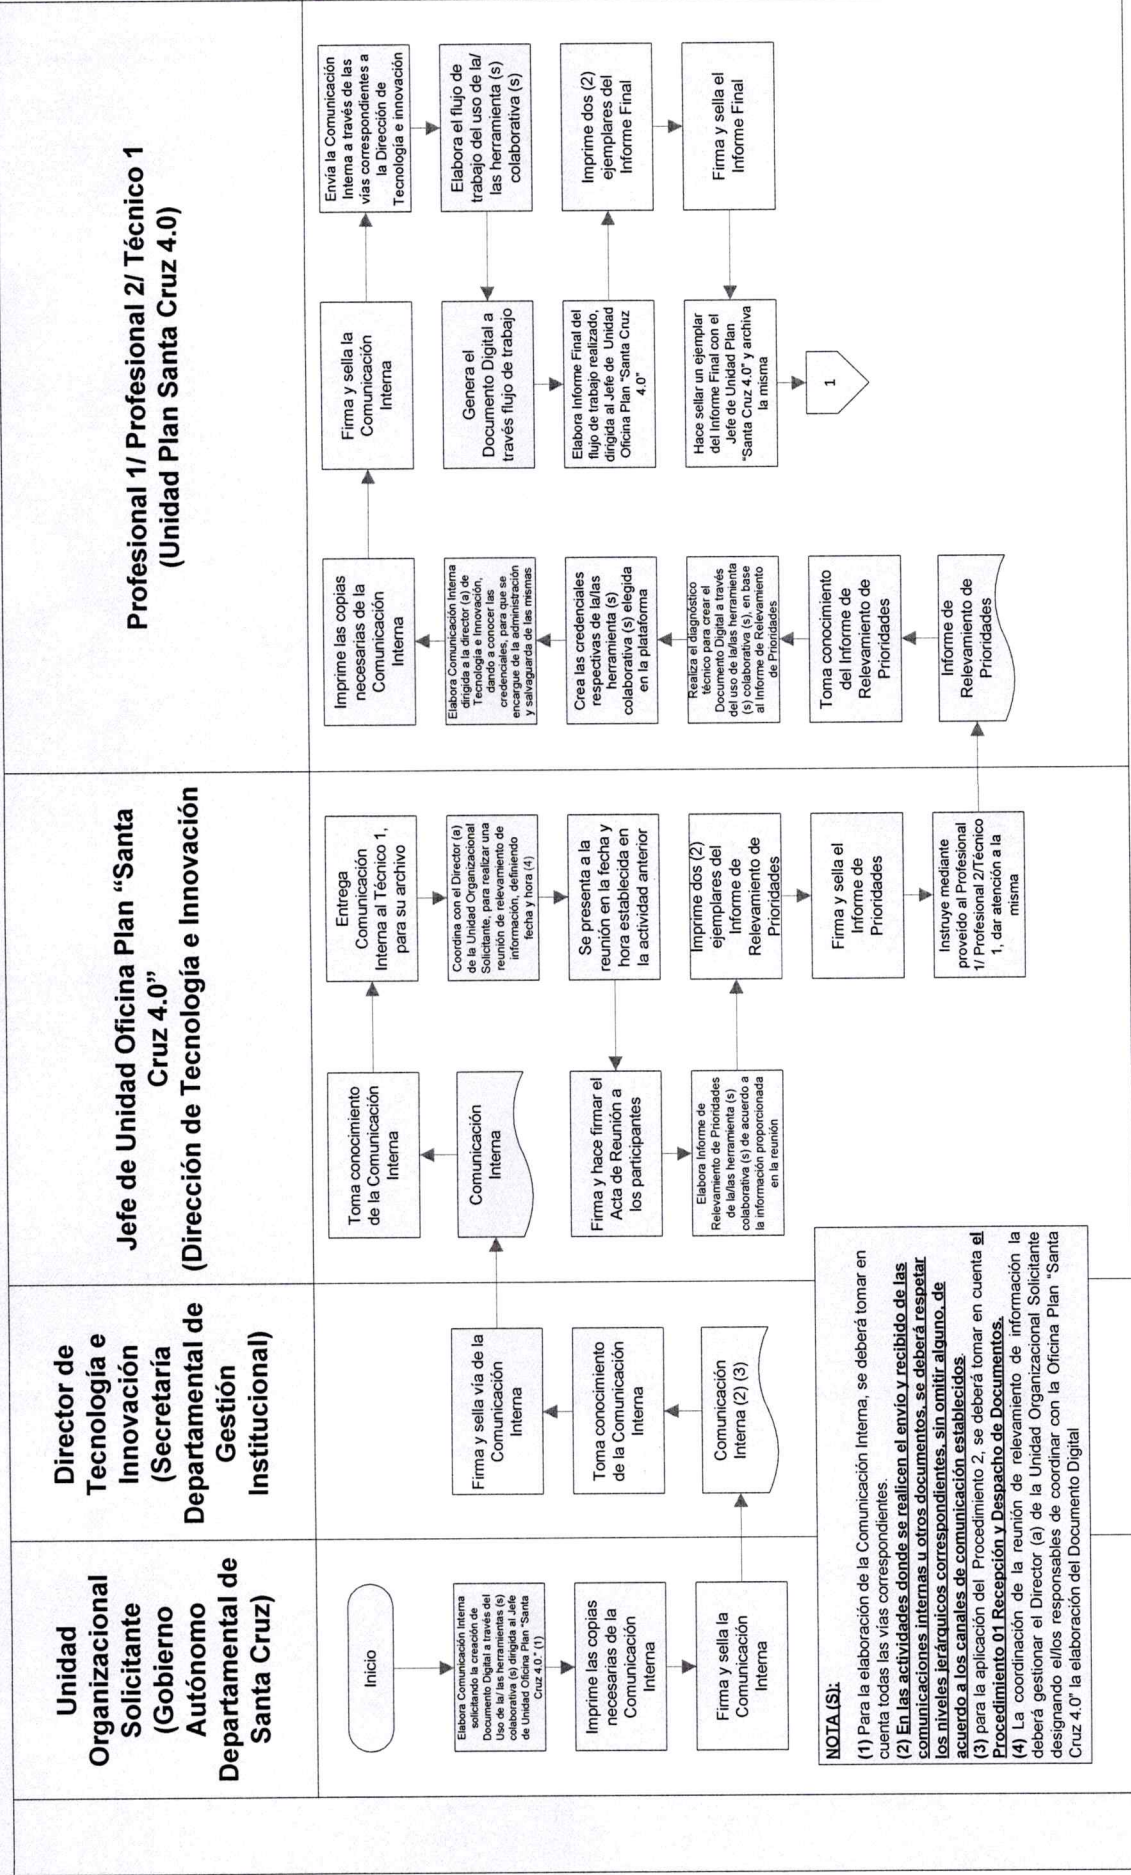 Unidad
Organizacional
Solicitante
(Gobierno
Autónomo
Departamental de
Santa Cruz)
Director de
Tecnología e
Innovación
(Secretaría
Departamental de
Gestión
Institucional)
Jefe de Unidad Oficina Plan “Santa
Cruz 4.0”
(Dirección de Tecnología e Innovación
Profesional 1/ Profesional 2/ Técnico 1
(Unidad Plan Santa Cruz 4.0)
Inicio
Elabora Comunicación Interna
solicitando la creación de
Documento Digital a través del
Uso de la/ las herramientas (s)
colaborativa (s) dirigida al Jefe
de Unidad Oficina Plan “Santa
Cruz 4.0.” (1)
Imprime las copias
necesarias de la
Comunicación
Interna
Firma y sella la
Comunicación
Interna
Comunicación
Interna (2) (3)
Toma conocimiento
de la Comunicación
Interna
Firma y sella vía de la
Comunicación
Interna
Comunicación
Interna
Toma conocimiento
de la Comunicación
Interna
Entrega
Comunicación
Interna al Técnico 1,
para su archivo
Coordina con el Director (a)
de la Unidad Organizacional
Solicitante, para realizar una
reunión de relevamiento de
información, definiendo
fecha y hora (4)
Se presenta a la
reunión en la fecha y
hora establecida en
la actividad anterior
Firma y hace firmar el
Acta de Reunión a
los participantes
Elabora Informe de
Relevamiento de Prioridades
de la/las herramienta (s)
colaborativa (s) de acuerdo a
la información proporcionada
en la reunión
Imprime dos (2)
ejemplares del
Informe de
Relevamiento de
Prioridades
Firma y sella el
Informe de
Prioridades
Instruye mediante
proveído al Profesional
1/ Profesional 2/Técnico
1, dar atención a la
misma
Informe de
Relevamiento de
Prioridades
Toma conocimiento
del Informe de
Relevamiento de
Prioridades
Realiza el diagnóstico
técnico para crear el
Documento Digital a través
del uso de la/las herramienta
(s) colaborativa (s), en base
al Informe de Relevamiento
de Prioridades
Crea las credenciales
respectivas de la/las
herramienta (s)
colaborativa (s) elegida
en la plataforma
Elabora Comunicación Interna
dirigida a la director (a) de
Tecnología e Innovación,
dando a conocer las
credenciales, para que se
encargue de la administración
y salvaguarda de las mismas
Imprime las copias
necesarias de la
Comunicación
Interna
Firma y sella la
Comunicación
Interna
Envía la Comunicación
Interna a través de las
vías correspondientes a
la Dirección de
Tecnología e innovación
Elabora el flujo de
trabajo del uso de la/
las herramienta (s)
colaborativa (s)
Genera el
Documento Digital a
través flujo de trabajo
Elabora Informe Final del
flujo de trabajo realizado,
dirigida al Jefe de Unidad
Oficina Plan “Santa Cruz
4.0”
Imprime dos (2)
ejemplares del
Informe Final
Firma y sella el
Informe Final
Hace sellar un ejemplar
del Informe Final con el
Jefe de Unidad Plan
“Santa Cruz 4.0” y archiva
la misma
1
NOTA (S):
(1) Para la elaboración de la Comunicación Interna, se deberá tomar en
cuenta todas las vías correspondientes.
(2) En las actividades donde se realicen el envío y recibido de las
comunicaciones internas u otros documentos, se deberá respetar
los niveles jerárquicos correspondientes, sin omitir alguno, de
acuerdo a los canales de comunicación establecidos.
(3) para la aplicación del Procedimiento 2, se deberá tomar en cuenta el
Procedimiento 01 Recepción y Despacho de Documentos.
(4) La coordinación de la reunión de relevamiento de información la
deberá gestionar el Director (a) de la Unidad Organizacional Solicitante
designando el/los responsables de coordinar con la Oficina Plan “Santa
Cruz 4.0” la elaboración del Documento Digital